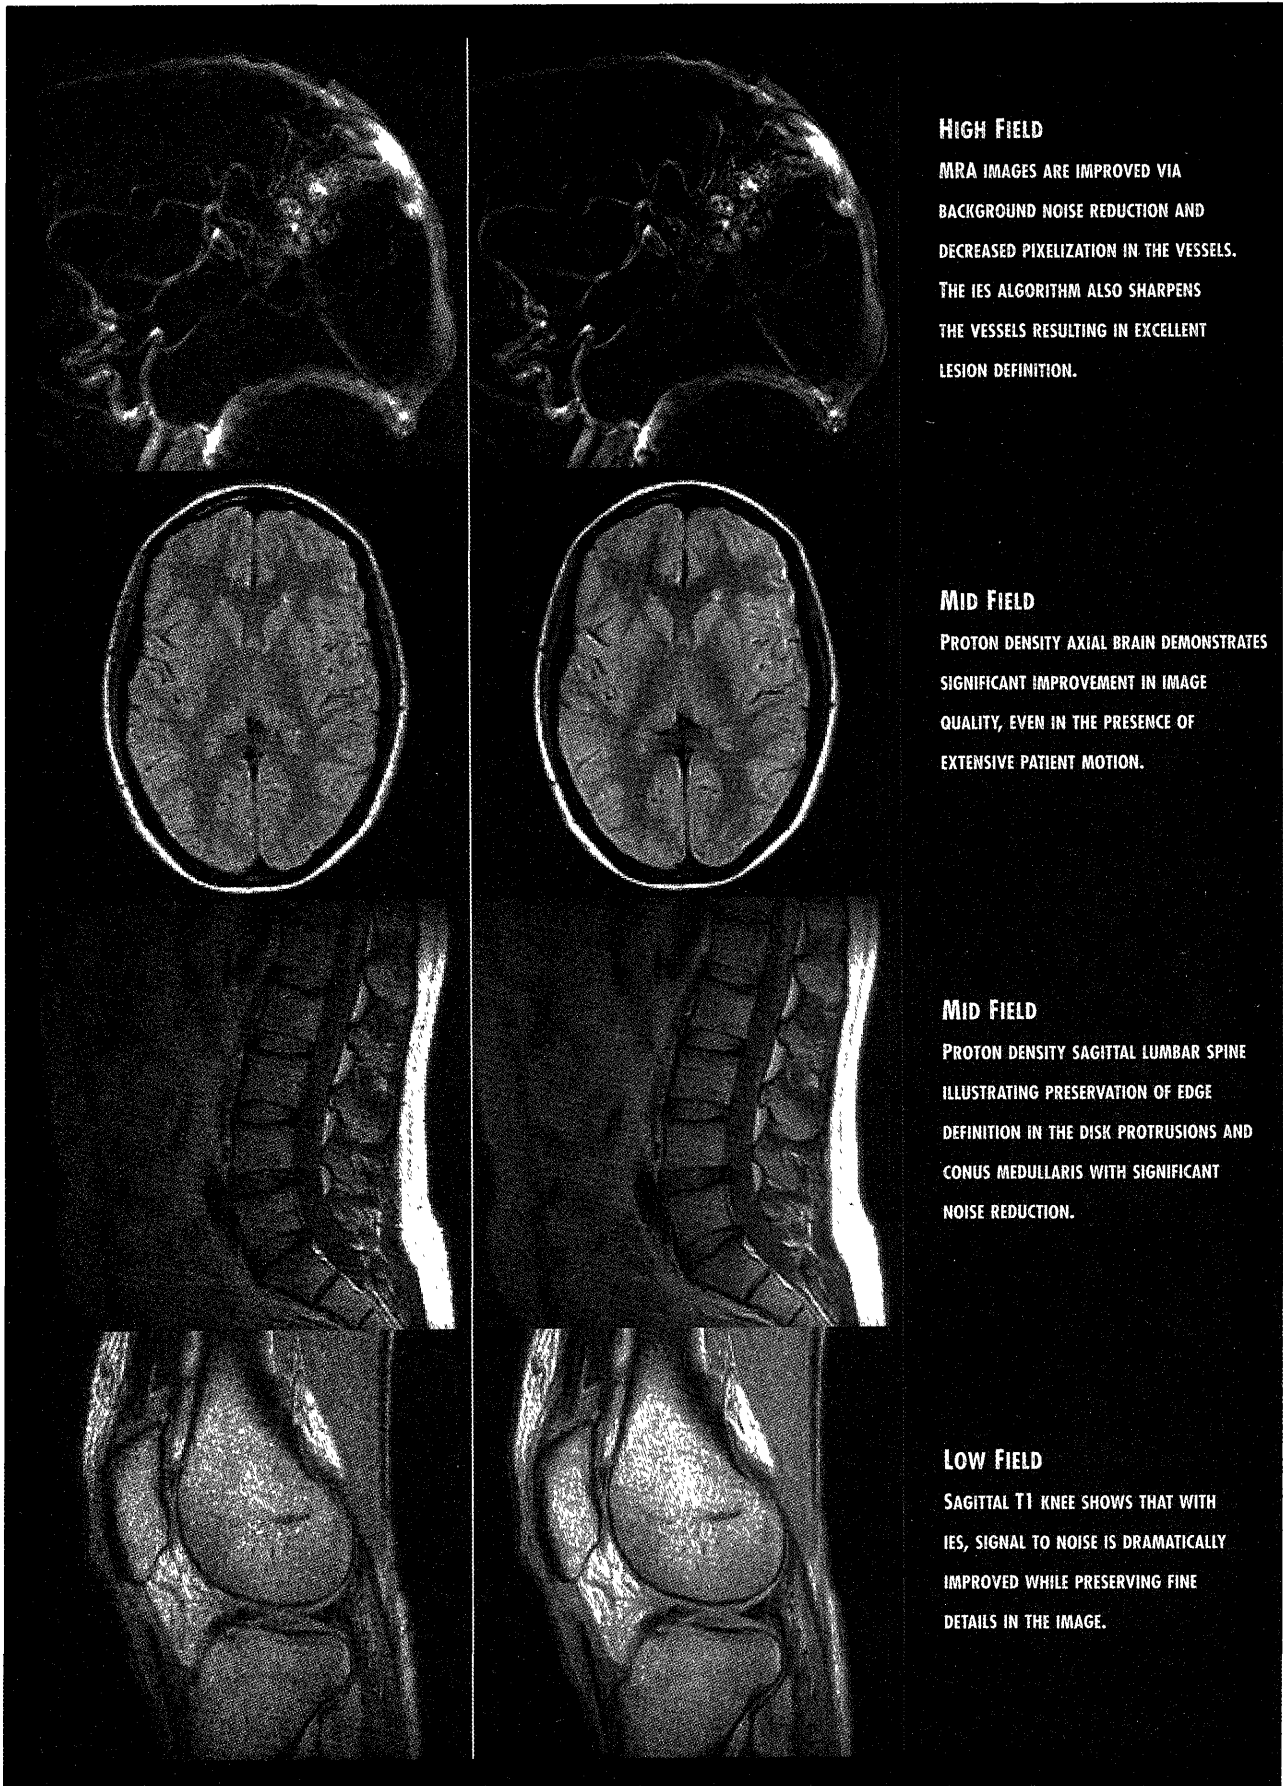 HIGH FIELD
MRA IMAGES ARE IMPROVED VIA
BACKGROUND NOISE REDUCTION AND
DECREASED PIXELIZATION IN THE VESSELS.
THE IES ALGORITHM ALSO SHARPENS
THE VESSELS RESULTING IN EXCELLENT
LESION DEFINITION.
MID FIELD
PROTON DENSITY AXIAL BRAIN DEMONSTRATES
SIGNIFICANT IMPROVEMENT IN IMAGE
QUALITY, EVEN IN THE PRESENCE OF
EXTENSIVE PATIENT MOTION.
MID FIELD
PROTON DENSITY SAGITTAL LUMBAR SPINE
ILLUSTRATING PRESERVATION OF EDGE
DEFINITION IN THE DISK PROTRUSIONS AND
CONUS MEDULLARIS WITH SIGNIFICANT
NOISE REDUCTION.
LOW FIELD
SAGITTAL T1 KNEE SHOWS THAT WITH
IES, SIGNAL TO NOISE IS DRAMATICALLY
IMPROVED WHILE PRESERVING FINE
DETAILS IN THE IMAGE.